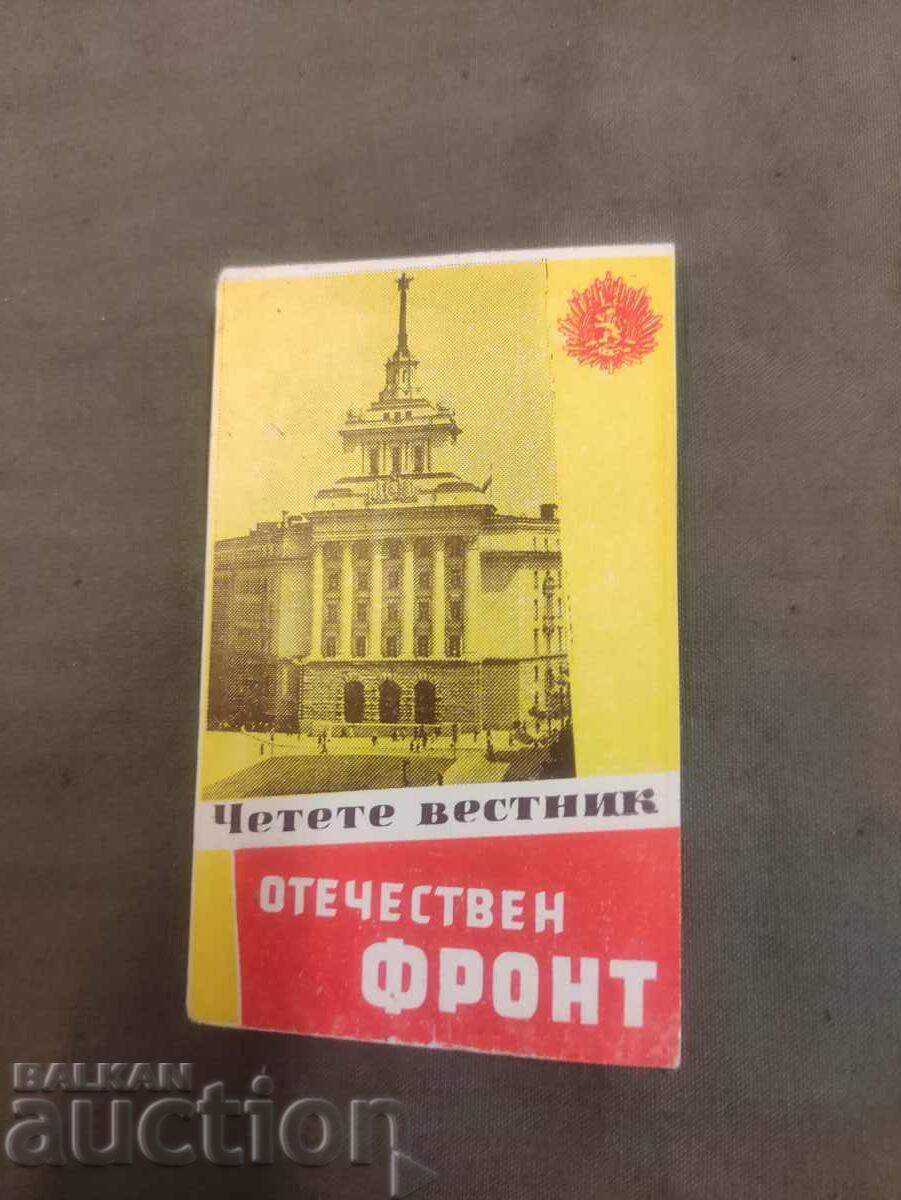 Четете вестник
ОТЕЧЕСТВЕН
ФРОНТ
BALKAN
auction